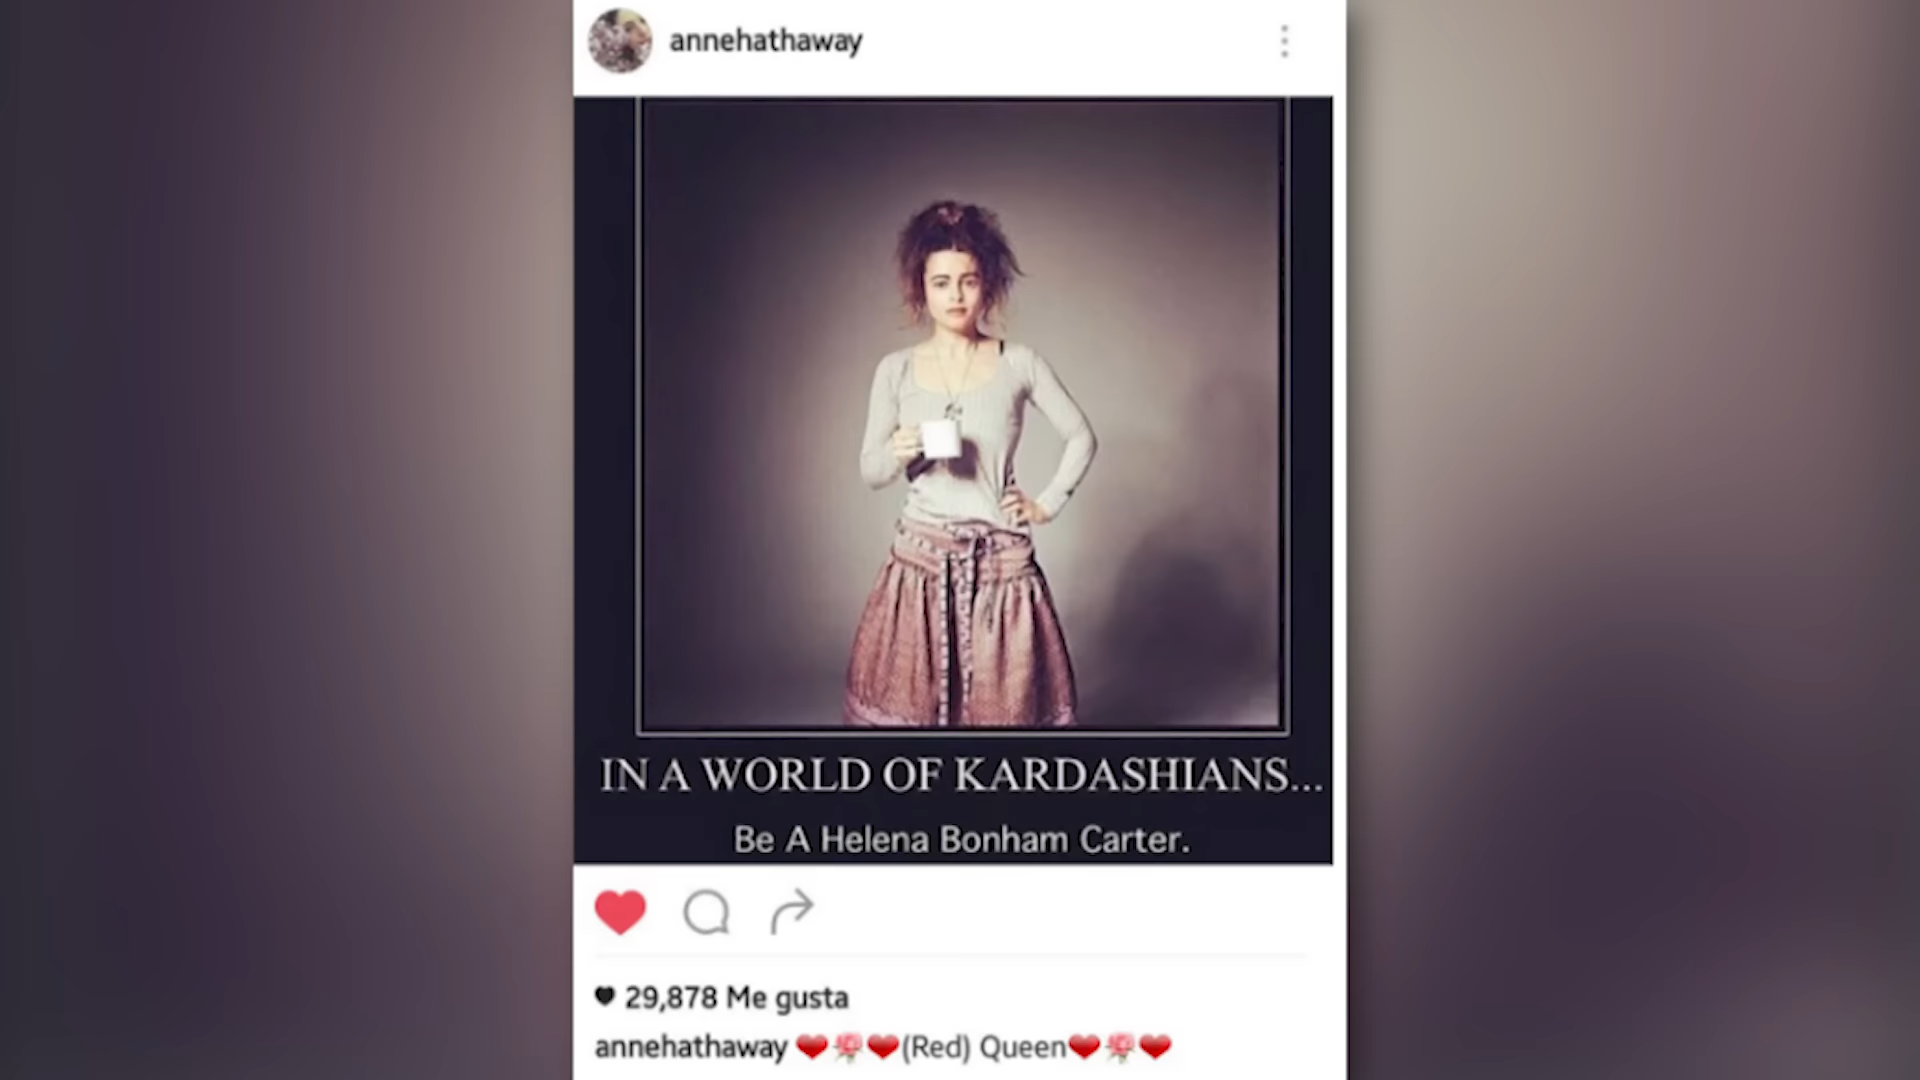 annehathaway
IN A WORLD OF KARDASHIANS...
Be A Helena Bonham Carter.
29,878 Me gusta
annehathaway ❤️🌹❤️(Red) Queen❤️🌹❤️